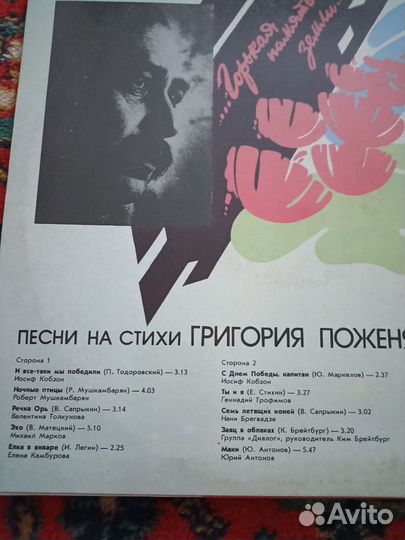 ...Горькая
память
земли...
ПЕСНИ НА СТИХИ ГРИГОРИЯ ПОЖЕНЯ
Сторона 1
И все-таки мы победили (П. Тодоровский) — 3.13
Иосиф Кобзон
Ночные птицы (Р. Мушкамбарян) — 4.03
Роберт Мушкамбарян
Речка Орь (В. Сапрыкин) — 3.14
Валентина Толкунова
Эхо (В. Матецкий) — 5.10
Михаил Марков
Елка в январе (И. Легин) — 2.25
Елена Камбурова
Сторона 2
С Днем Победы, капитан (Ю. Маркелов) — 2.37
Иосиф Кобзон
Ты и я (Е. Стихин) — 3.27
Геннадий Трофимов
Семь летящих коней (В. Сапрыкин) — 3.02
Нани Брегвадзе
Заяц в облаках (К. Брейтбург) — 3.20
Группа «Диалог», руководитель Ким Брейтбург
Маки (Ю. Антонов) — 5.47
Юрий Антонов
Avito